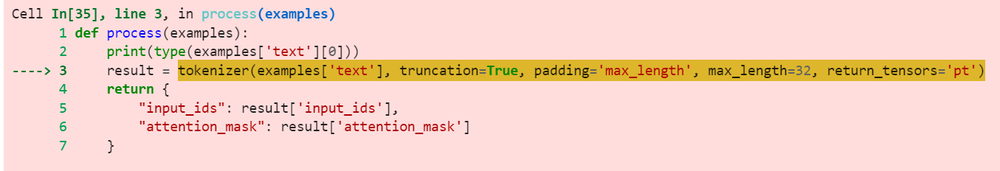 Cell In[35], line 3, in process(examples)
      1 def process(examples):
      2     print(type(examples['text'][0]))
----> 3     result = tokenizer(examples['text'], truncation=True, padding='max_length', max_length=32, return_tensors='pt')
      4     return {
      5         "input_ids": result['input_ids'],
      6         "attention_mask": result['attention_mask']
      7     }